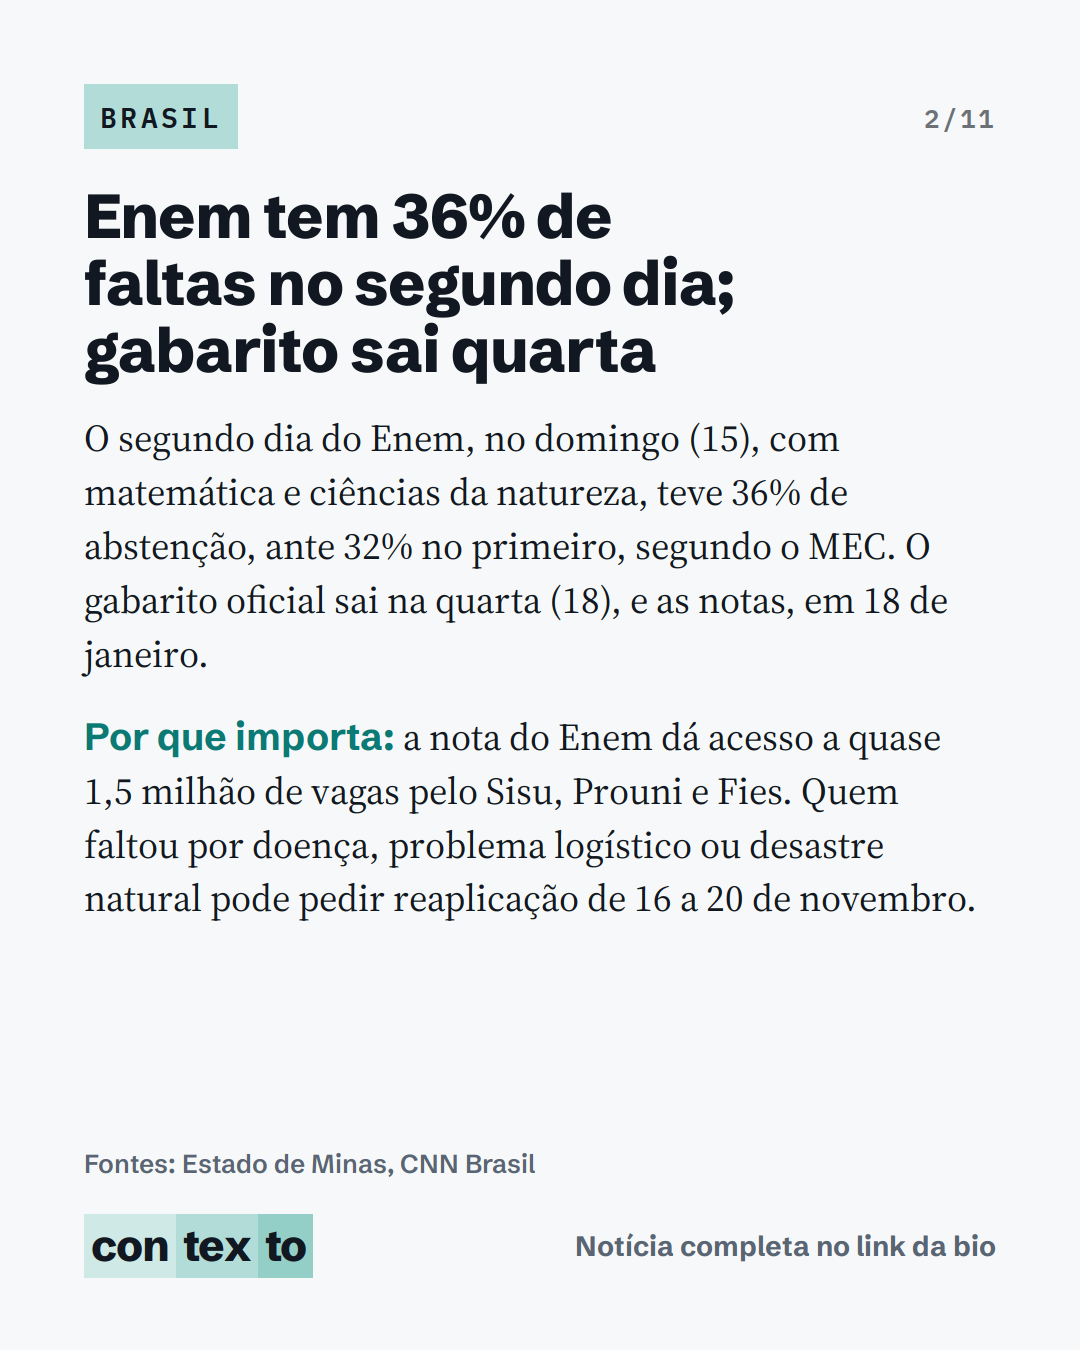 BRASIL
2/11
Enem tem 36% de
faltas no segundo dia;
gabarito sai quarta
O segundo dia do Enem, no domingo (15), com
matemática e ciências da natureza, teve 36% de
abstenção, ante 32% no primeiro, segundo o MEC. O
gabarito oficial sai na quarta (18), e as notas, em 18 de
janeiro.
Por que importa: a nota do Enem dá acesso a quase
1,5 milhão de vagas pelo Sisu, Prouni e Fies. Quem
faltou por doença, problema logístico ou desastre
natural pode pedir reaplicação de 16 a 20 de novembro.
Fontes: Estado de Minas, CNN Brasil
contexto
Notícia completa no link da bio